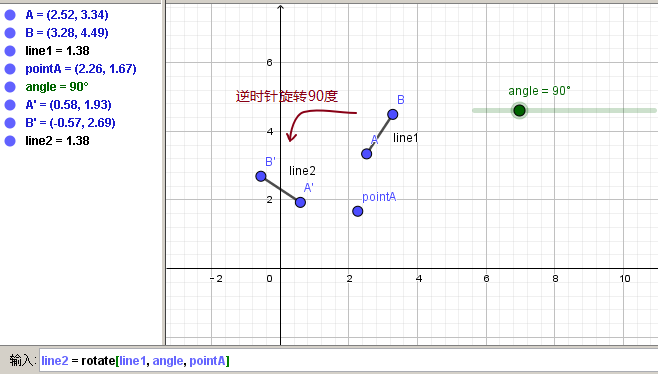 A = (2.52, 3.34)
B = (3.28, 4.49)
line1 = 1.38
pointA = (2.26, 1.67)
angle = 90°
A' = (0.58, 1.93)
B' = (-0.57, 2.69)
line2 = 1.38
6
angle = 90°
逆时针旋转90度
B
4
A
line1
B'
line2
A'
2
pointA
-2 0 2 4 6 8 10
输入: line2 = rotate[line1, angle, pointA]